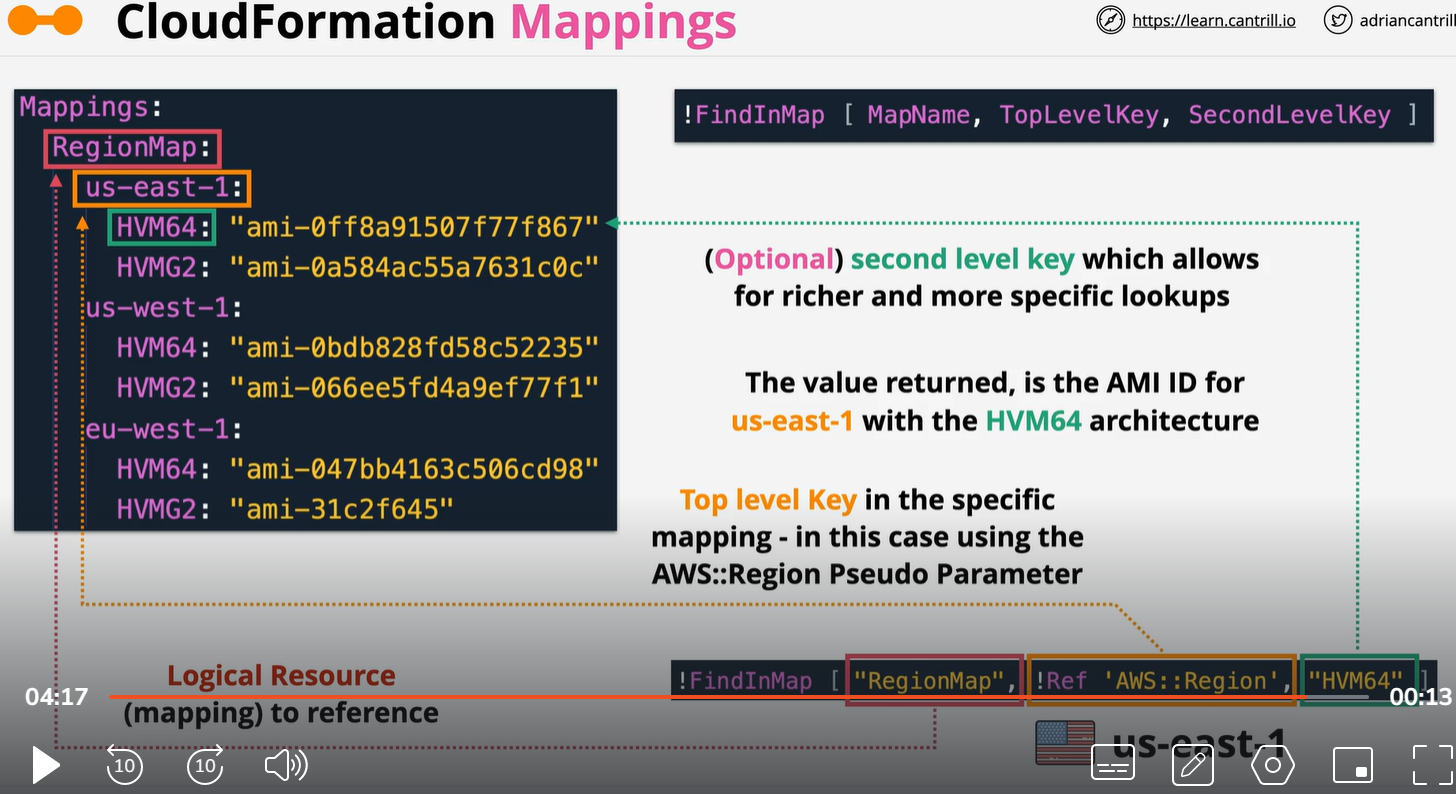 CloudFormation Mappings
https://learn.cantrill.io
adriancantrill
Mappings:
RegionMap:
us-east-1:
HVM64: "ami-0ff8a91507f77f867"
HVMG2: "ami-0a584ac55a7631c0c"
us-west-1:
HVM64: "ami-0bdb828fd58c52235"
HVMG2: "ami-066ee5fd4a9ef77f1"
eu-west-1:
HVM64: "ami-047bb4163c506cd98"
HVMG2: "ami-31c2f645"
!FindInMap [ MapName, TopLevelKey, SecondLevelKey ]
(Optional) second level key which allows
for richer and more specific lookups
The value returned, is the AMI ID for
us-east-1 with the HVM64 architecture
Top level Key in the specific
mapping - in this case using the
AWS::Region Pseudo Parameter
Logical Resource
(mapping) to reference
!FindInMap [ "RegionMap", !Ref 'AWS::Region', "HVM64" ]
us-east-1
04:17
00:13
10
10